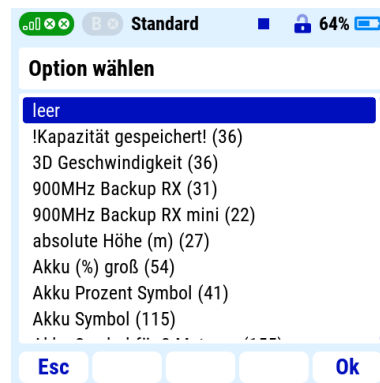 B Standard 64%
Option wählen
leer
!Kapazität gespeichert! (36)
3D Geschwindigkeit (36)
900MHz Backup RX (31)
900MHz Backup RX mini (22)
absolute Höhe (m) (27)
Akku (%) groß (54)
Akku Prozent Symbol (41)
Akku Symbol (115)
Esc Ok